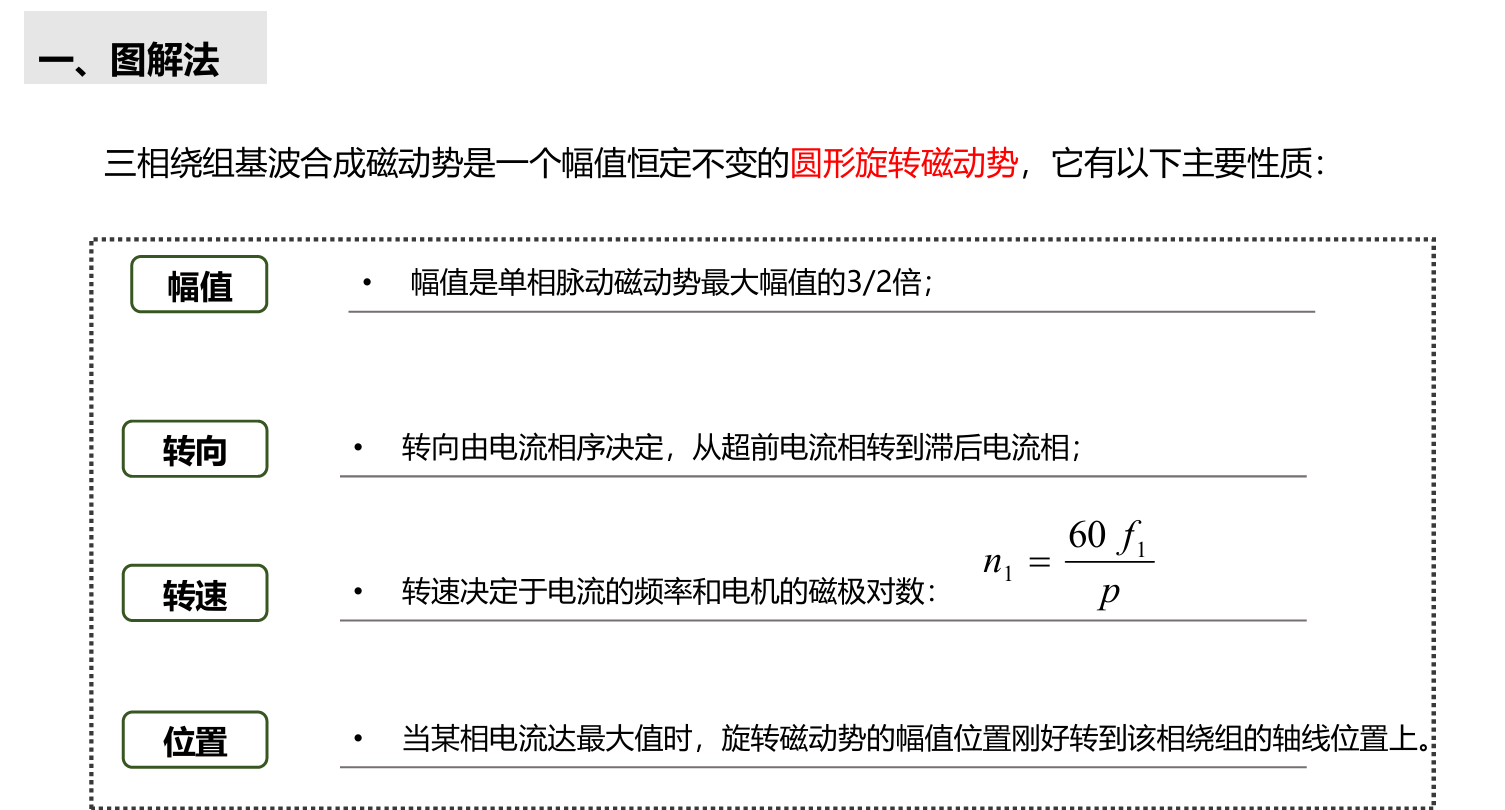 一、图解法
三相绕组基波合成磁动势是一个幅值恒定不变的圆形旋转磁动势，它有以下主要性质：
幅值
• 幅值是单相脉动磁动势最大幅值的3/2倍；
转向
• 转向由电流相序决定，从超前电流相转到滞后电流相；
转速
• 转速决定于电流的频率和电机的磁极对数： n₁ = 60 f₁ / p
位置
• 当某相电流达最大值时，旋转磁动势的幅值位置刚好转到该相绕组的轴线位置上。